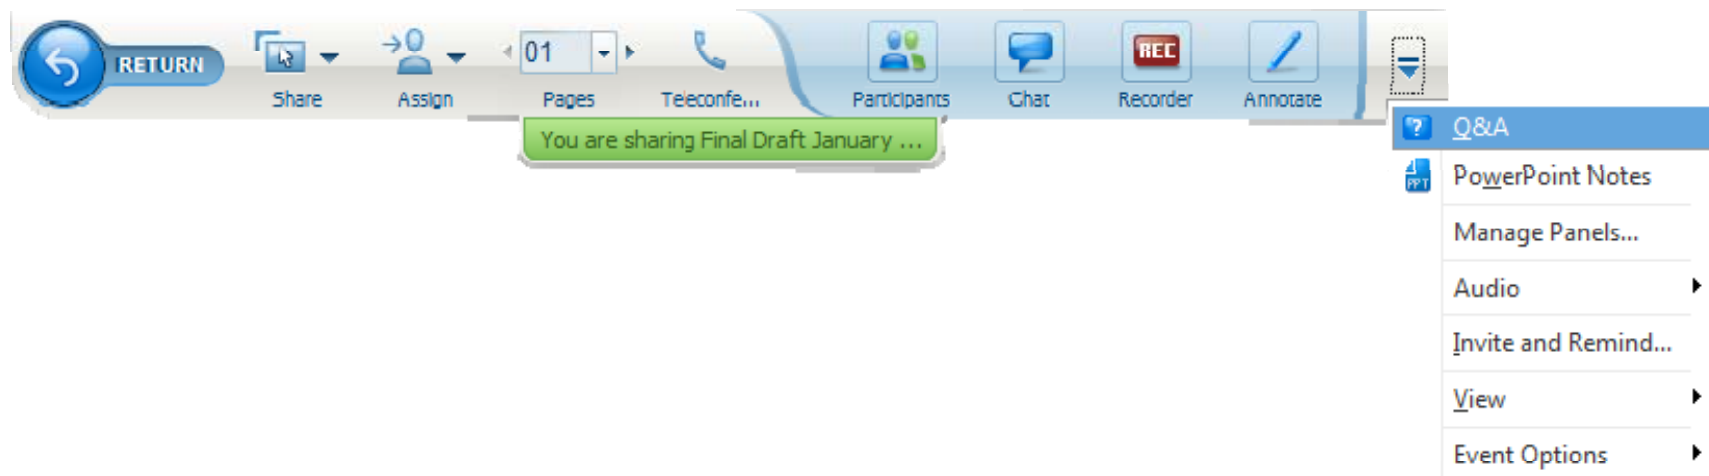 RETURN
01
REC
Share
Assign
Pages
Teleconfe...
Participants
Chat
Recorder
Annotate
You are sharing Final Draft January ...
Q&A
PPT
PowerPoint Notes
Manage Panels...
Audio
Invite and Remind...
View
Event Options